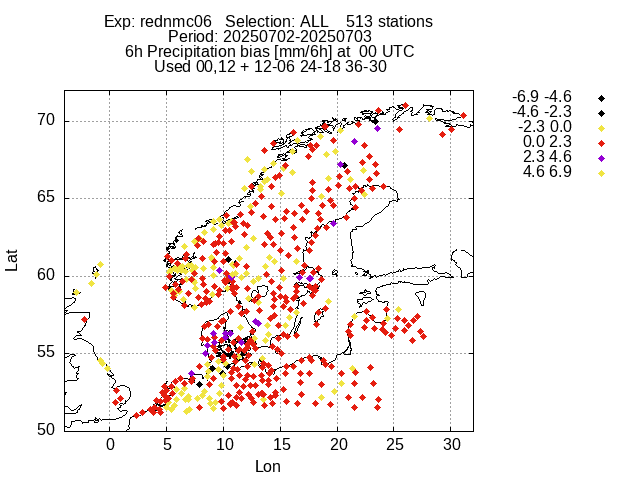 Exp: rednmc06 Selection: ALL 513 stations
Period: 20250702-20250703
6h Precipitation bias [mm/6h] at 00 UTC
Used 00,12 + 12-06 24-18 36-30
-6.9 -4.6
-4.6 -2.3
-2.3 0.0
0.0 2.3
2.3 4.6
4.6 6.9
70
65
60
55
50
Lat
0 5 10 15 20 25 30
Lon